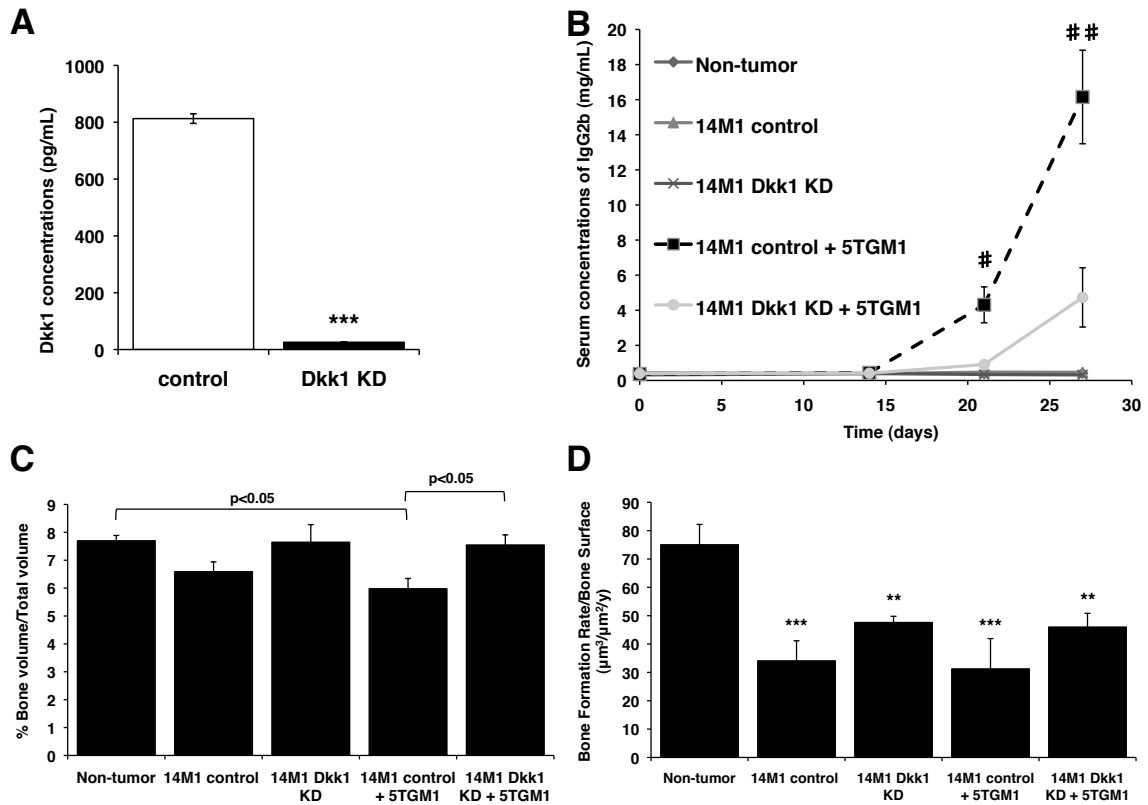 A
Dkk1 concentrations (pg/mL)
1000
800
600
400
200
0
***
control
Dkk1 KD
B
Serum concentrations of IgG2b (mg/mL)
20
18
16
14
12
10
8
6
4
2
0
Non-tumor
14M1 control
14M1 Dkk1 KD
14M1 control + 5TGM1
14M1 Dkk1 KD + 5TGM1
#
##
0 5 10 15 20 25 30
Time (days)
C
% Bone volume/Total volume
9
8
7
6
5
4
3
2
1
0
p<0.05
p<0.05
Non-tumor
14M1 control
14M1 Dkk1
KD
14M1 control
+ 5TGM1
14M1 Dkk1
KD + 5TGM1
D
Bone Formation Rate/Bone Surface
(µm³/µm²/y)
90
80
70
60
50
40
30
20
10
0
***
**
***
**
Non-tumor
14M1 control
14M1 Dkk1
KD
14M1 control
+ 5TGM1
14M1 Dkk1
KD + 5TGM1